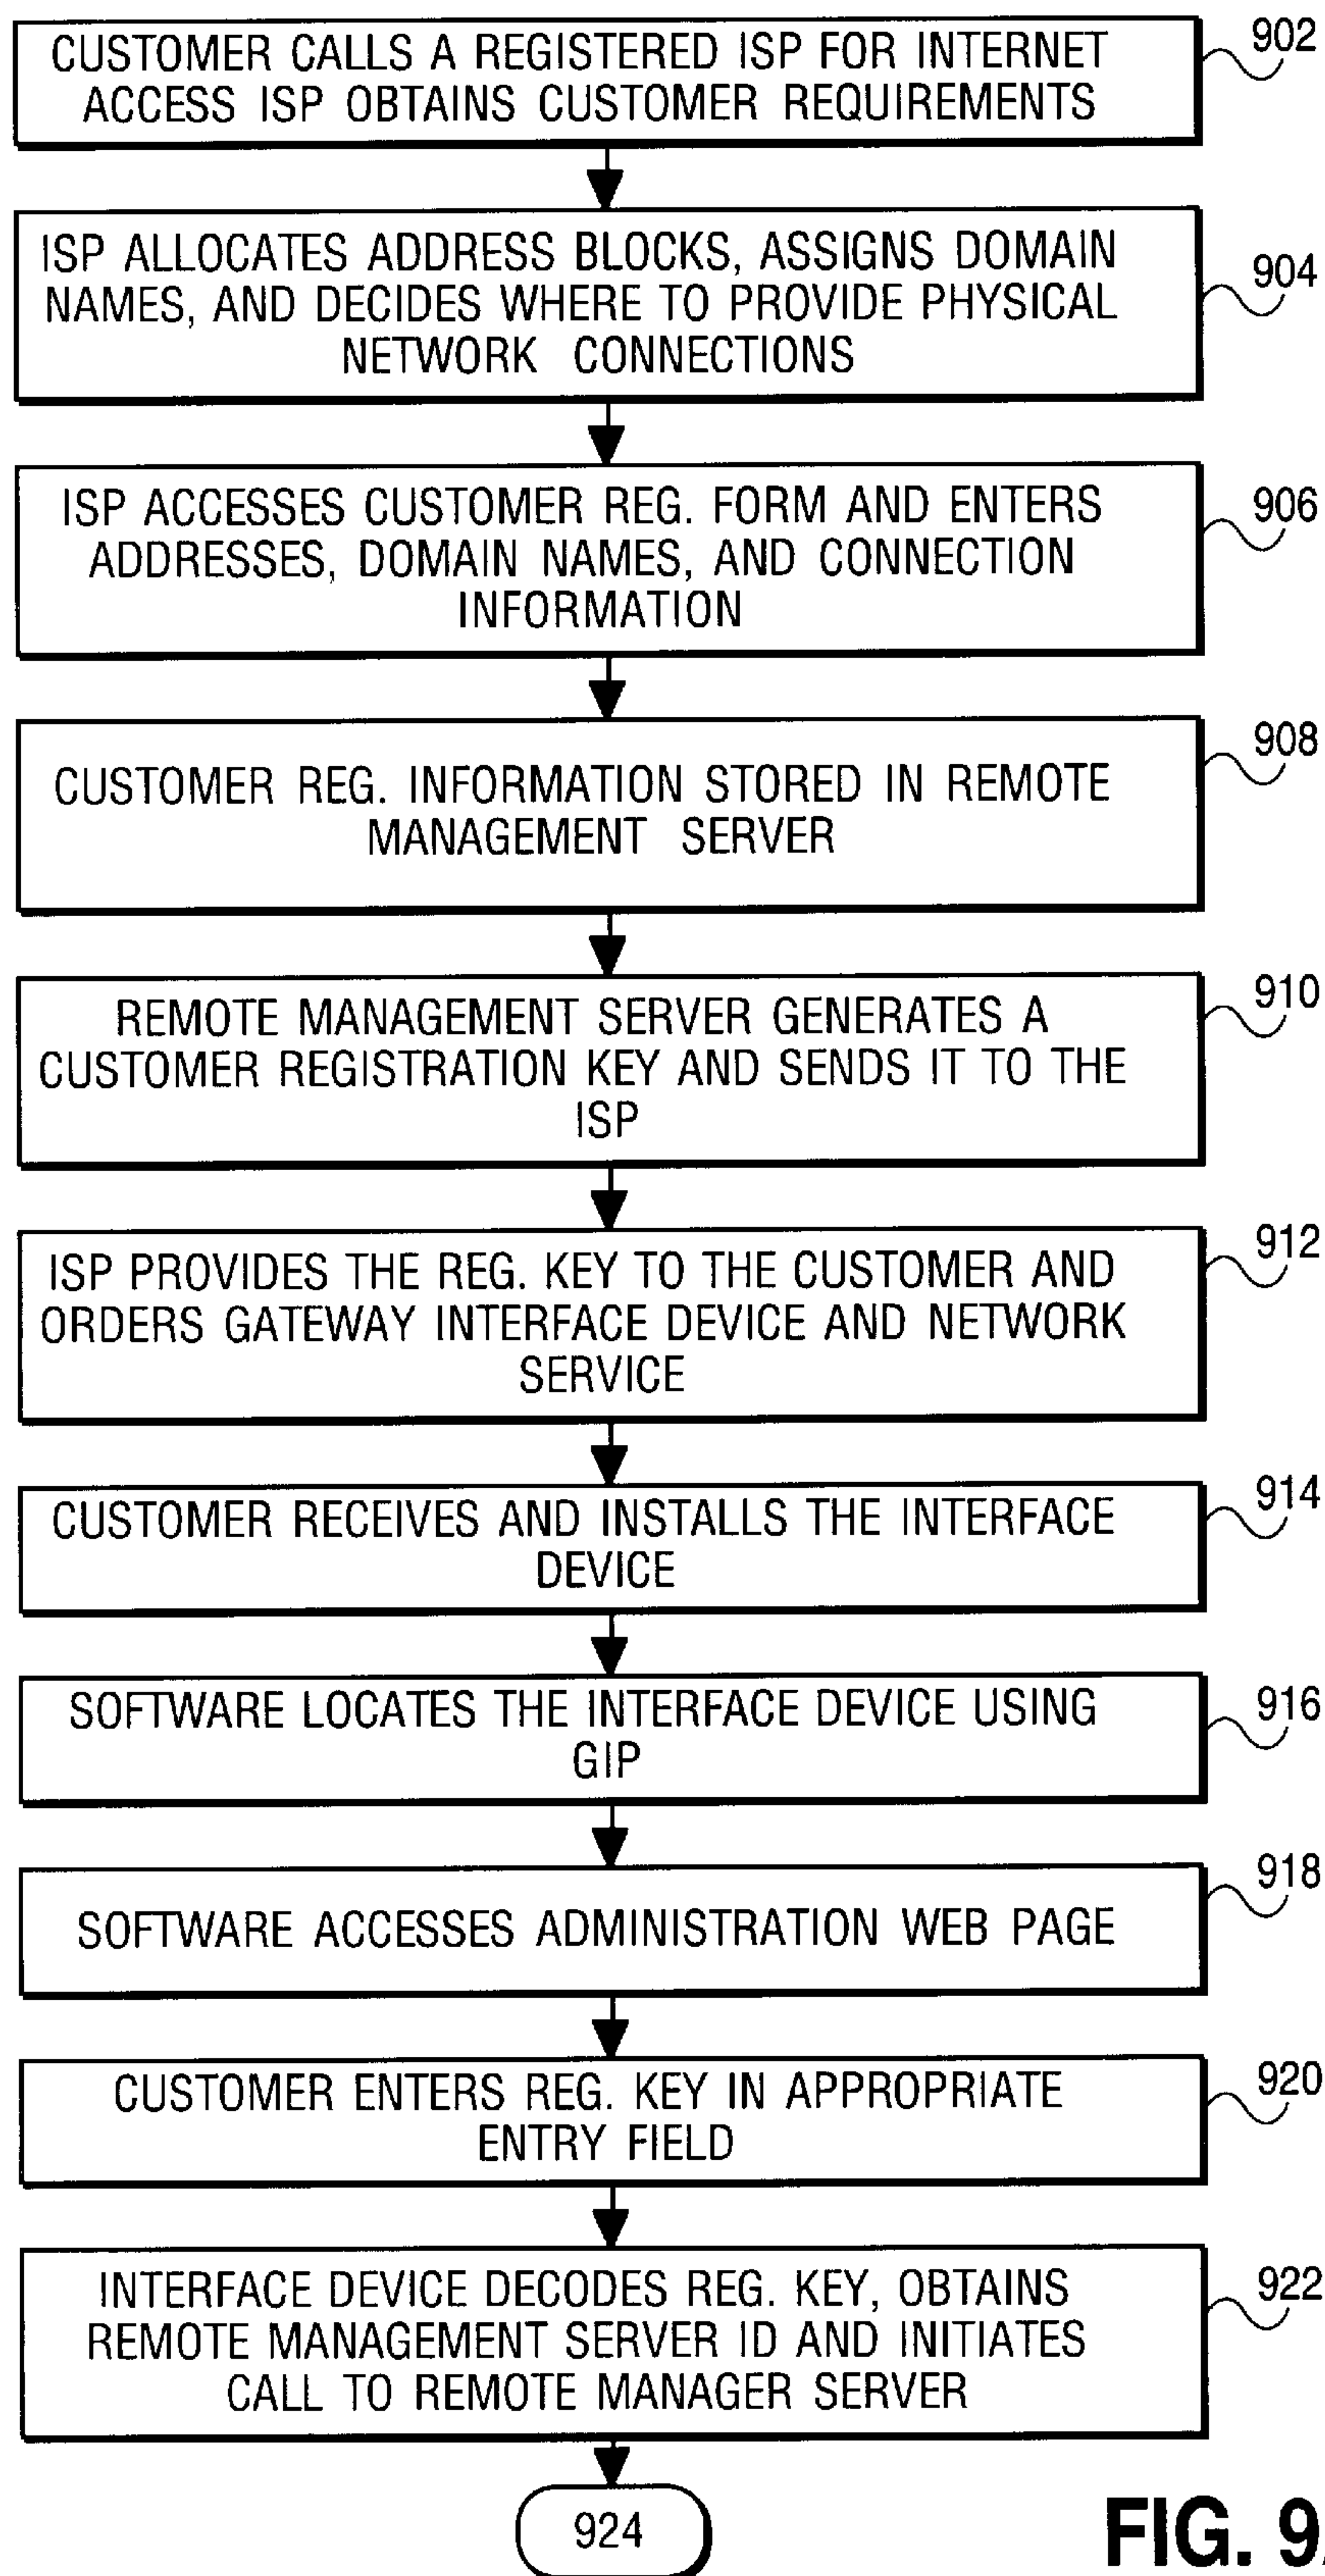 CUSTOMER CALLS A REGISTERED ISP FOR INTERNET
ACCESS ISP OBTAINS CUSTOMER REQUIREMENTS
902
ISP ALLOCATES ADDRESS BLOCKS, ASSIGNS DOMAIN
NAMES, AND DECIDES WHERE TO PROVIDE PHYSICAL
NETWORK CONNECTIONS
904
ISP ACCESSES CUSTOMER REG. FORM AND ENTERS
ADDRESSES, DOMAIN NAMES, AND CONNECTION
INFORMATION
906
CUSTOMER REG. INFORMATION STORED IN REMOTE
MANAGEMENT SERVER
908
REMOTE MANAGEMENT SERVER GENERATES A
CUSTOMER REGISTRATION KEY AND SENDS IT TO THE
ISP
910
ISP PROVIDES THE REG. KEY TO THE CUSTOMER AND
ORDERS GATEWAY INTERFACE DEVICE AND NETWORK
SERVICE
912
CUSTOMER RECEIVES AND INSTALLS THE INTERFACE
DEVICE
914
SOFTWARE LOCATES THE INTERFACE DEVICE USING
GIP
916
SOFTWARE ACCESSES ADMINISTRATION WEB PAGE
918
CUSTOMER ENTERS REG. KEY IN APPROPRIATE
ENTRY FIELD
920
INTERFACE DEVICE DECODES REG. KEY, OBTAINS
REMOTE MANAGEMENT SERVER ID AND INITIATES
CALL TO REMOTE MANAGER SERVER
922
924
FIG. 9